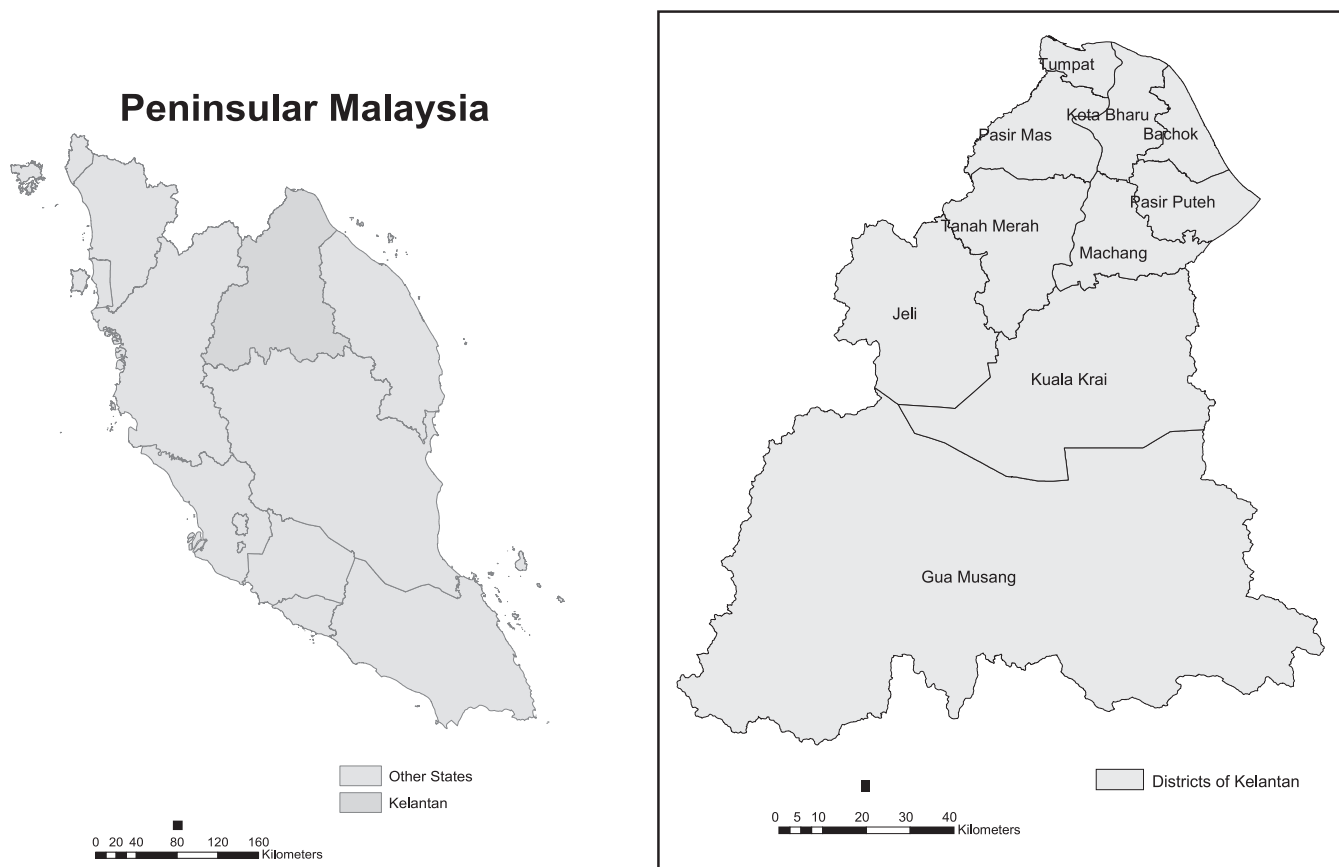 Peninsular Malaysia
Other States
Kelantan
0 20 40 80 120 160
Kilometers
Tumpat
Kota Bharu
Pasir Mas
Bachok
Pasir Puteh
Tanah Merah
Machang
Jeli
Kuala Krai
Gua Musang
Districts of Kelantan
0 5 10 20 30 40
Kilometers